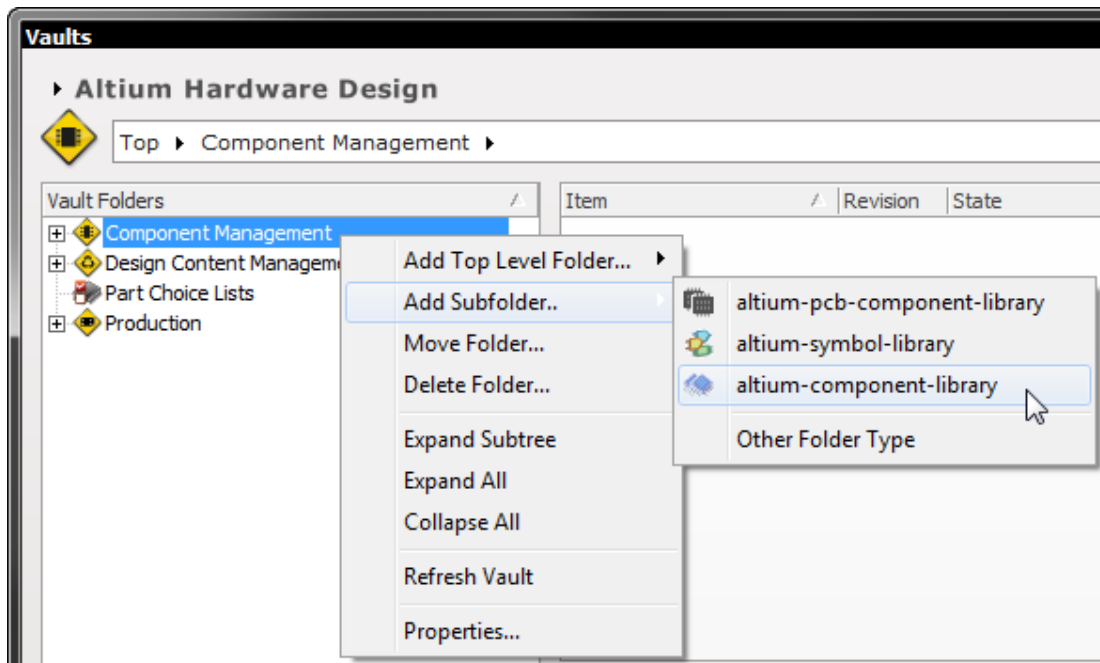 Vaults
Altium Hardware Design
Top Component Management
Vault Folders
Item Revision State
Component Management
Design Content Managem
Part Choice Lists
Production
Add Top Level Folder...
Add Subfolder..
Move Folder...
Delete Folder...
Expand Subtree
Expand All
Collapse All
Refresh Vault
Properties...
altium-pcb-component-library
altium-symbol-library
altium-component-library
Other Folder Type